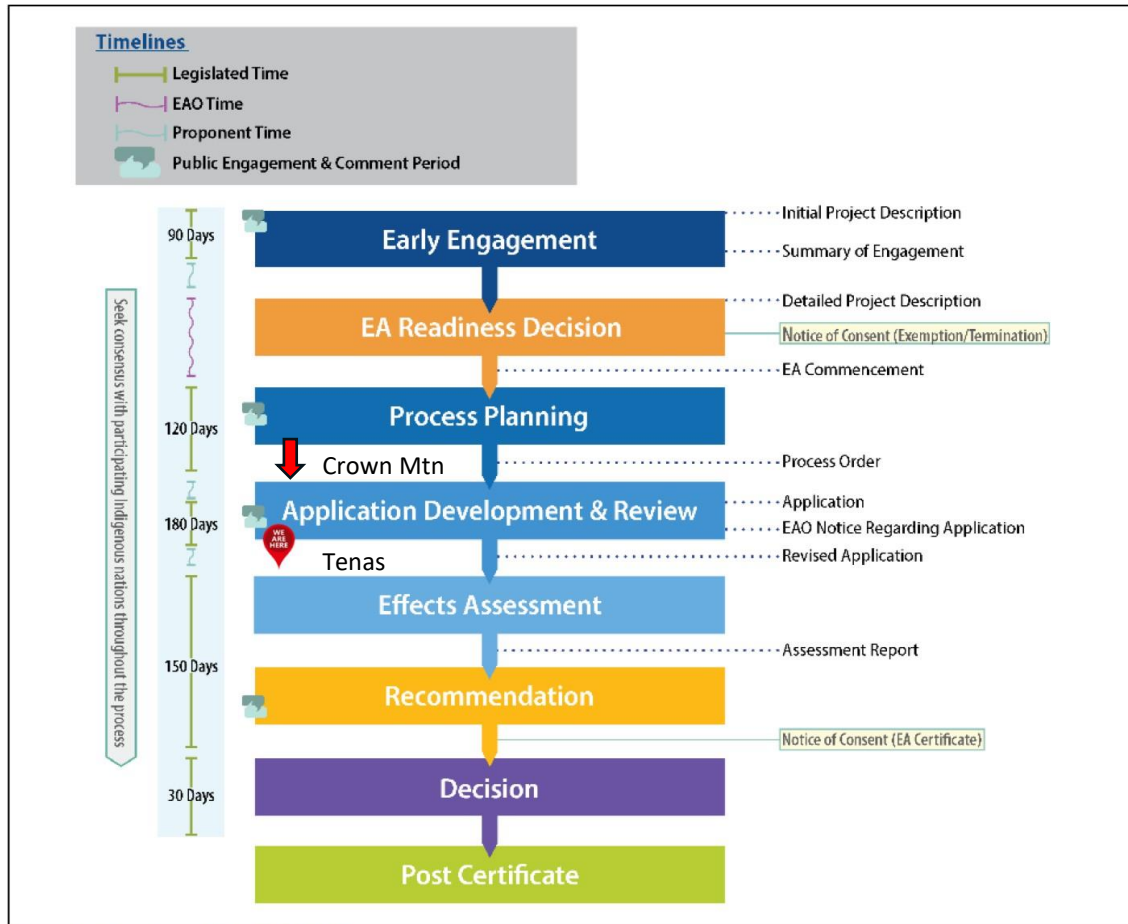 Timelines
Legislated Time
EAO Time
Proponent Time
Public Engagement & Comment Period
Seek consensus with participating Indigenous nations throughout the process
90 Days
Early Engagement
Initial Project Description
Summary of Engagement
EA Readiness Decision
Detailed Project Description
Notice of Consent (Exemption/Termination)
EA Commencement
120 Days
Process Planning
Crown Mtn
Process Order
180 Days
Application Development & Review
Application
EAO Notice Regarding Application
WE
ARE
HERE
Tenas
Revised Application
Effects Assessment
150 Days
Assessment Report
Recommendation
Notice of Consent (EA Certificate)
30 Days
Decision
Post Certificate